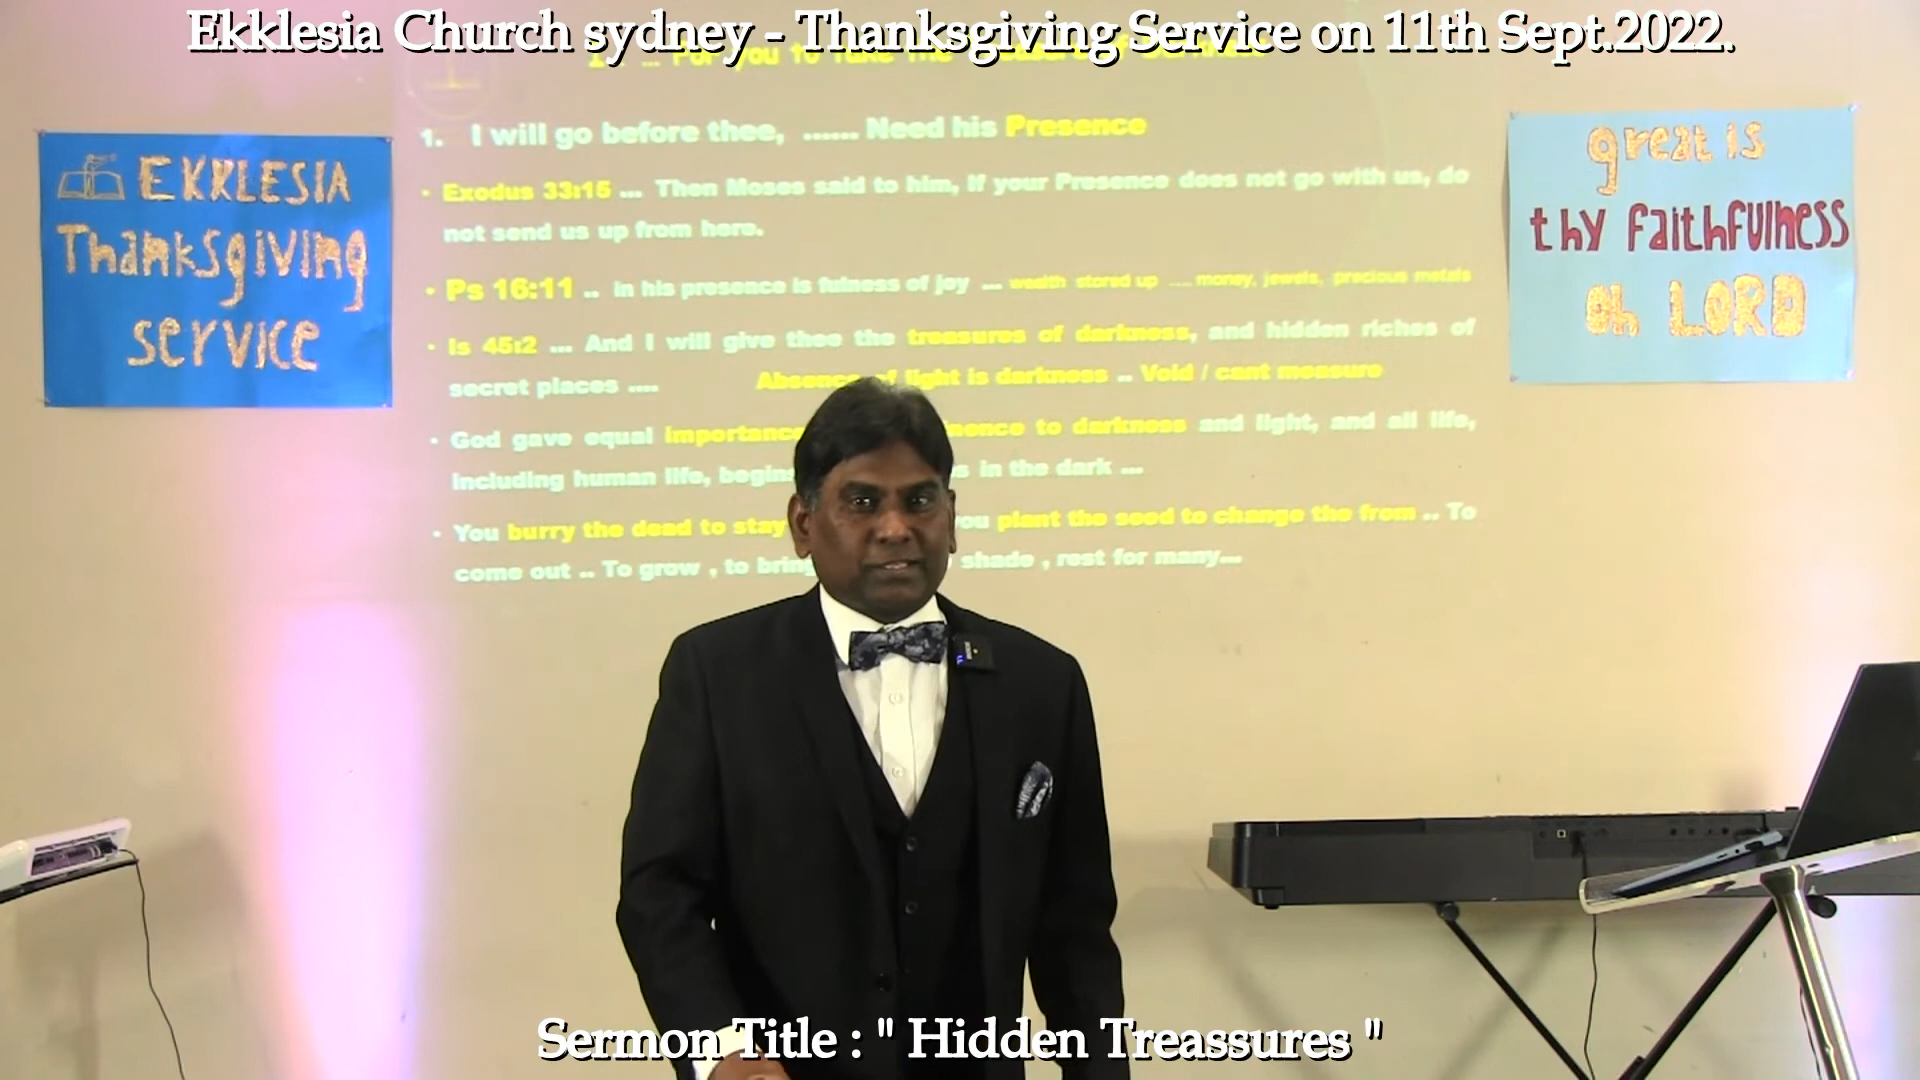 Ekklesia Church sydney - Thanksgiving Service on 11th Sept.2022.
1. I will go before thee, ...... Need his Presence
• Exodus 33:15 ... Then Moses said to him, If your Presence does not go with us, do
not send us up from here.
• Ps 16:11 .. in his presence is fulness of joy ... wealth stored up .... money, jewels, precious metals
• Is 45:2 ... And I will give thee the treasures of darkness, and hidden riches of
secret places ....
Absence of light is darkness .. Void / cant measure
• God gave equal importance to darkness and light, and all life,
including human life, in the dark ...
• You burry the dead to stay you plant the seed to change the from .. To
come out .. To grow , to bring shade , rest for many...
EKKLESIA
Thanksgiving
service
great is
thy faithfulness
oh LORD
Sermon Title : " Hidden Treassures "